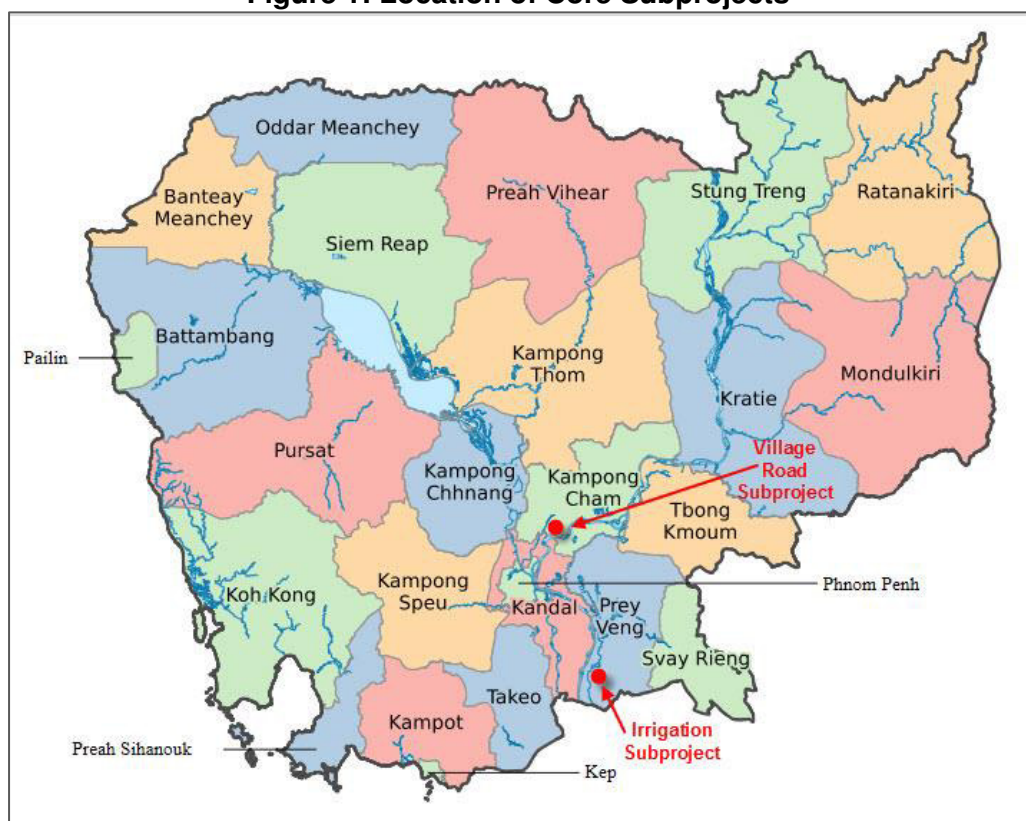 Figure 1: Location of Core Subprojects
Oddar Meanchey
Banteay
Meanchey
Preah Vihear
Stung Treng
Ratanakiri
Siem Reap
Battambang
Pailin
Kampong
Thom
Kratie
Mondulkiri
Pursat
Kampong
Chhnang
Kampong
Cham
Village
Road
Subproject
Tbong
Kmoum
Koh Kong
Kampong
Speu
Phnom Penh
Kandal
Prey
Veng
Svay Rieng
Takeo
Kampot
Preah Sihanouk
Irrigation
Subproject
Kep